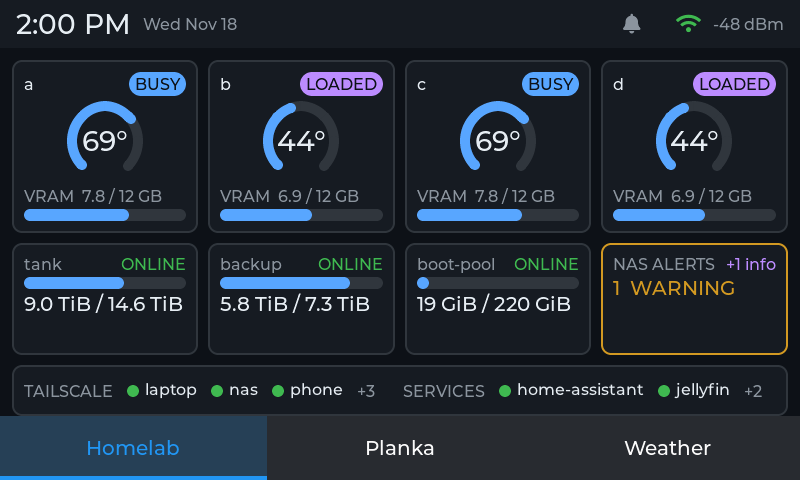 2:00 PM Wed Nov 18 -48 dBm
a BUSY b LOADED c BUSY d LOADED
69° 44° 69° 44°
VRAM 7.8 / 12 GB VRAM 6.9 / 12 GB VRAM 7.8 / 12 GB VRAM 6.9 / 12 GB
tank ONLINE backup ONLINE boot-pool ONLINE NAS ALERTS +1 info
9.0 TiB / 14.6 TiB 5.8 TiB / 7.3 TiB 19 GiB / 220 GiB 1 WARNING
TAILSCALE laptop nas phone +3 SERVICES home-assistant jellyfin +2
Homelab Planka Weather